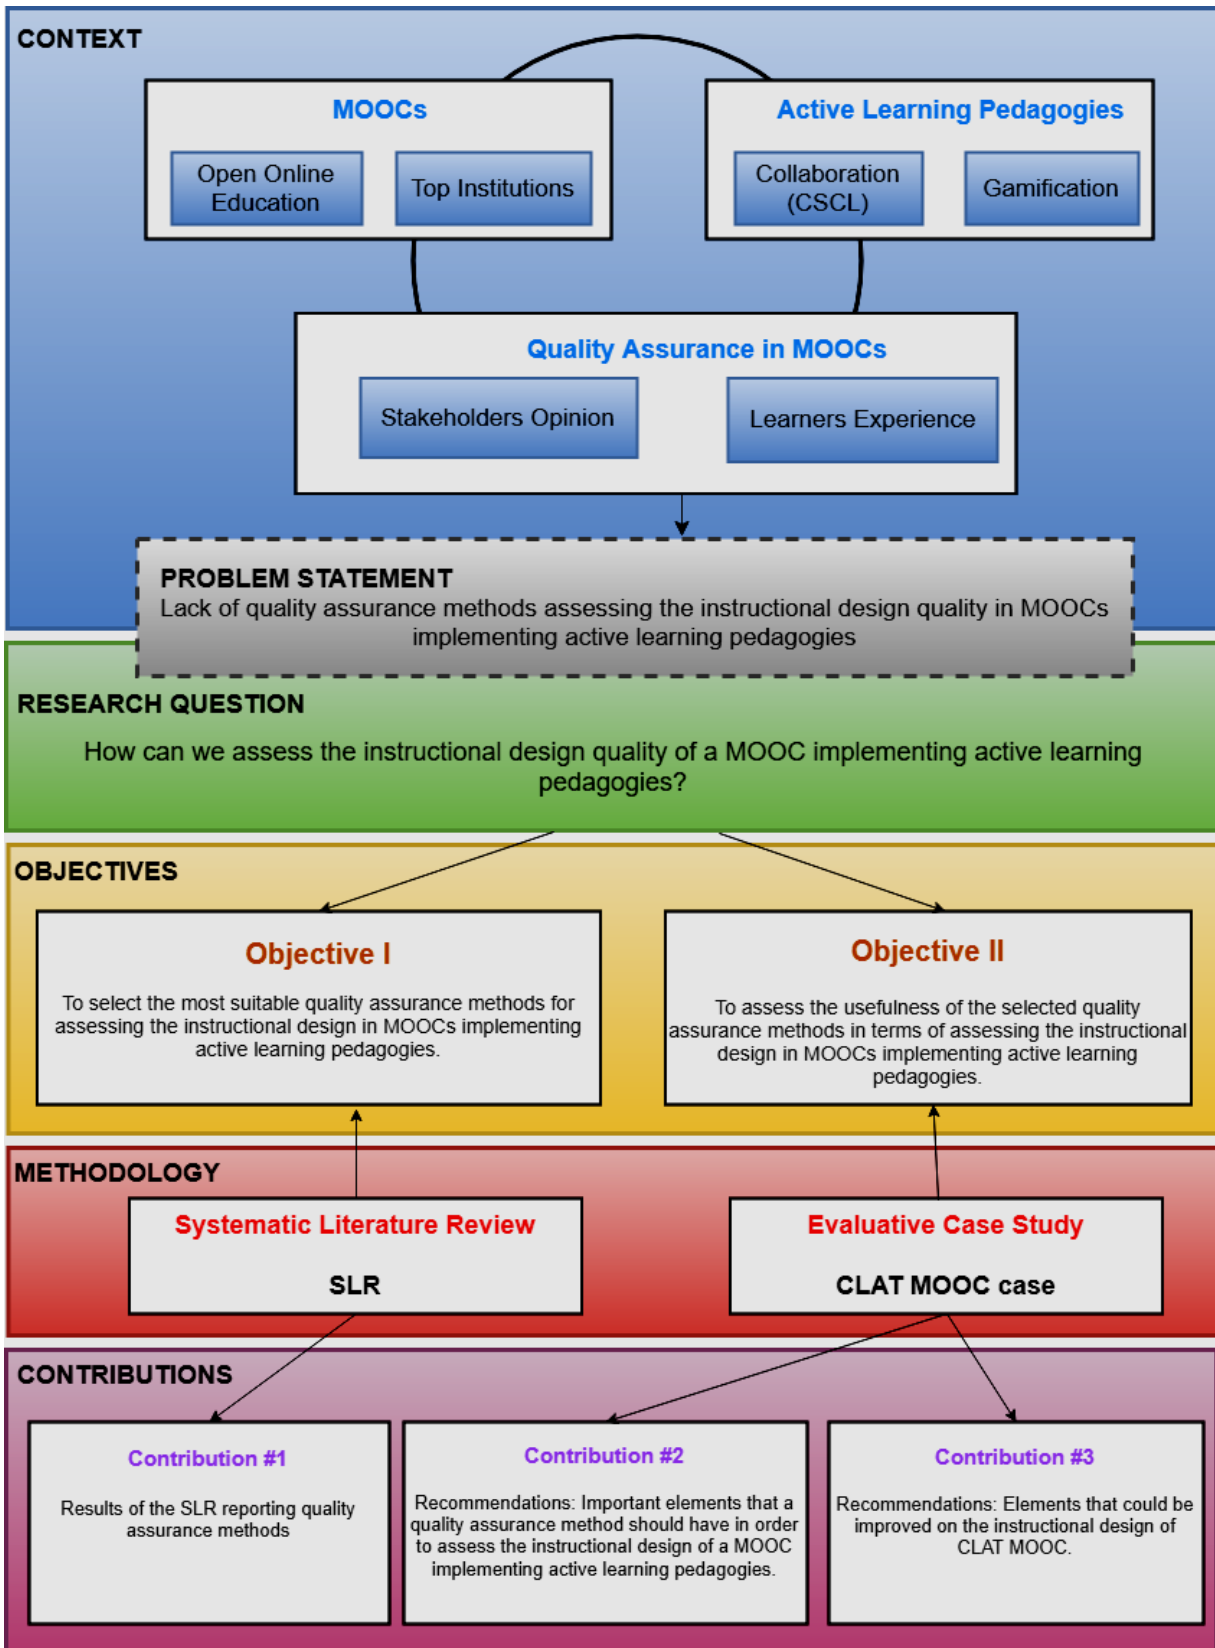 CONTEXT
MOOCs
Open Online
Education
Top Institutions
Active Learning Pedagogies
Collaboration
(CSCL)
Gamification
Quality Assurance in MOOCs
Stakeholders Opinion
Learners Experience
PROBLEM STATEMENT
Lack of quality assurance methods assessing the instructional design quality in MOOCs
implementing active learning pedagogies
RESEARCH QUESTION
How can we assess the instructional design quality of a MOOC implementing active learning
pedagogies?
OBJECTIVES
Objective I
To select the most suitable quality assurance methods for
assessing the instructional design in MOOCs implementing
active learning pedagogies.
Objective II
To assess the usefulness of the selected quality
assurance methods in terms of assessing the instructional
design in MOOCs implementing active learning
pedagogies.
METHODOLOGY
Systematic Literature Review
SLR
Evaluative Case Study
CLAT MOOC case
CONTRIBUTIONS
Contribution #1
Results of the SLR reporting quality
assurance methods
Contribution #2
Recommendations: Important elements that a
quality assurance method should have in order
to assess the instructional design of a MOOC
implementing active learning pedagogies.
Contribution #3
Recommendations: Elements that could be
improved on the instructional design of
CLAT MOOC.